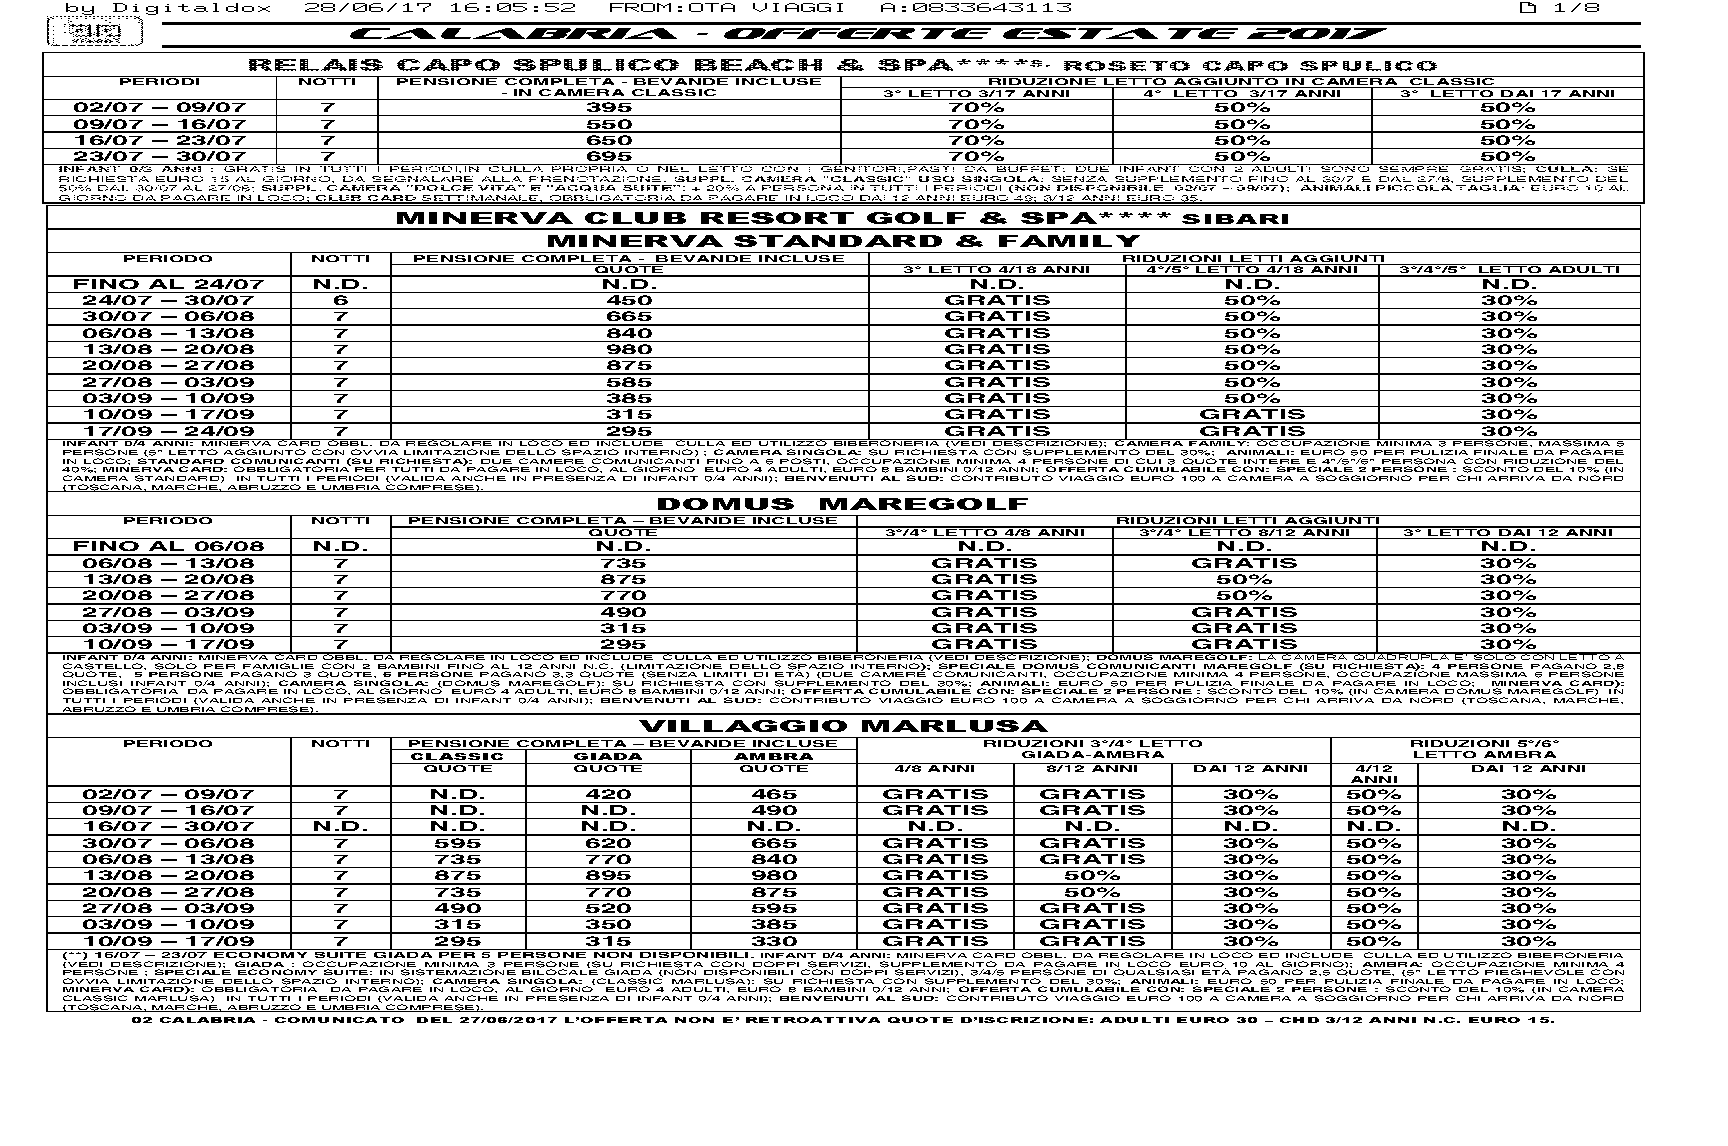 by Digitaldox 28/06/17 16:05:52 FROM:OTA VIAGGI A:0833643113 1/8
CALABRIA - OFFERTE ESTATE 2017
RELAIS CAPO SPULICO BEACH & SPA****S- ROSETO CAPO SPULICO
PERIODI NOTTI PENSIONE COMPLETA - BEVANDE INCLUSE - IN CAMERA CLASSIC RIDUZIONE LETTO AGGIUNTO IN CAMERA CLASSIC
3° LETTO 3/17 ANNI 4° LETTO 3/17 ANNI 3° LETTO DAI 17 ANNI
02/07 – 09/07 7 395 70% 50% 50%
09/07 – 16/07 7 550 70% 50% 50%
16/07 – 23/07 7 650 70% 50% 50%
23/07 – 30/07 7 695 70% 50% 50%
INFANT 0/3 ANNI : GRATIS IN TUTTI I PERIODI,IN CULLA PROPRIA O NEL LETTO CON I GENITORI,PASTI DA BUFFET; DUE INFANT CON 2 ADULTI SONO SEMPRE GRATIS; CULLA: SE
RICHIESTA EURO 15 AL GIORNO, DA SEGNALARE ALLA PRENOTAZIONE. SUPPL. CAMERA "CLASSIC" USO SINGOLA: SENZA SUPPLEMENTO FINO AL 30/7 E DAL 27/8, SUPPLEMENTO DEL
50% DAL 30/07 AL 27/08; SUPPL. CAMERA "DOLCE VITA" E "ACQUA SUITE": + 20% A PERSONA IN TUTTI I PERIODI (NON DISPONIBILE 02/07 – 09/07); ANIMALI PICCOLA TAGLIA: EURO 10 AL
GIORNO DA PAGARE IN LOCO; CLUB CARD SETTIMANALE, OBBLIGATORIA DA PAGARE IN LOCO DAI 12 ANNI EURO 49; 3/12 ANNI EURO 35.
MINERVA CLUB RESORT GOLF & SPA**** SIBARI
MINERVA STANDARD & FAMILY
PERIODO NOTTI PENSIONE COMPLETA - BEVANDE INCLUSE RIDUZIONI LETTI AGGIUNTI
QUOTE 3° LETTO 4/18 ANNI 4°/5° LETTO 4/18 ANNI 3°/4°/5° LETTO ADULTI
FINO AL 24/07 N.D. N.D. N.D. N.D. N.D.
24/07 – 30/07 6 450 GRATIS 50% 30%
30/07 – 06/08 7 665 GRATIS 50% 30%
06/08 – 13/08 7 840 GRATIS 50% 30%
13/08 – 20/08 7 980 GRATIS 50% 30%
20/08 – 27/08 7 875 GRATIS 50% 30%
27/08 – 03/09 7 585 GRATIS 50% 30%
03/09 – 10/09 7 385 GRATIS 50% 30%
10/09 – 17/09 7 315 GRATIS GRATIS 30%
17/09 – 24/09 7 295 GRATIS GRATIS 30%
INFANT 0/4 ANNI: MINERVA CARD OBBL. DA REGOLARE IN LOCO ED INCLUDE CULLA ED UTILIZZO BIBERONERIA (VEDI DESCRIZIONE); CAMERA FAMILY: OCCUPAZIONE MINIMA 3 PERSONE, MASSIMA 5
PERSONE (5° LETTO AGGIUNTO CON OVVIA LIMITAZIONE DELLO SPAZIO INTERNO) ; CAMERA SINGOLA: SU RICHIESTA CON SUPPLEMENTO DEL 30%; ANIMALI: EURO 50 PER PULIZIA FINALE DA PAGARE
IN LOCO; STANDARD COMUNICANTI (SU RICHIESTA): DUE CAMERE COMUNICANTI FINO A 6 POSTI, OCCUPAZIONE MINIMA 4 PERSONE DI CUI 3 QUOTE INTERE E 4°/5°/6° PERSONA CON RIDUZIONE DEL
40%; MINERVA CARD: OBBLIGATORIA PER TUTTI DA PAGARE IN LOCO, AL GIORNO EURO 4 ADULTI, EURO 8 BAMBINI 0/12 ANNI; OFFERTA CUMULABILE CON: SPECIALE 2 PERSONE : SCONTO DEL 10% (IN
CAMERA STANDARD) IN TUTTI I PERIODI (VALIDA ANCHE IN PRESENZA DI INFANT 0/4 ANNI); BENVENUTI AL SUD: CONTRIBUTO VIAGGIO EURO 100 A CAMERA A SOGGIORNO PER CHI ARRIVA DA NORD
(TOSCANA, MARCHE, ABRUZZO E UMBRIA COMPRESE).
DOMUS MAREGOLF
PERIODO NOTTI PENSIONE COMPLETA – BEVANDE INCLUSE RIDUZIONI LETTI AGGIUNTI
QUOTE 3°/4° LETTO 4/8 ANNI 3°/4° LETTO 8/12 ANNI 3° LETTO DAI 12 ANNI
FINO AL 06/08 N.D. N.D. N.D. N.D. N.D.
06/08 – 13/08 7 735 GRATIS GRATIS 30%
13/08 – 20/08 7 875 GRATIS 50% 30%
20/08 – 27/08 7 770 GRATIS 50% 30%
27/08 – 03/09 7 490 GRATIS GRATIS 30%
03/09 – 10/09 7 315 GRATIS GRATIS 30%
10/09 – 17/09 7 295 GRATIS GRATIS 30%
INFANT 0/4 ANNI: MINERVA CARD OBBL. DA REGOLARE IN LOCO ED INCLUDE CULLA ED UTILIZZO BIBERONERIA (VEDI DESCRIZIONE); DOMUS MAREGOLF: LA CAMERA QUADRUPLA E' SOLO CON LETTO A
CASTELLO, SOLO PER FAMIGLIE CON 2 BAMBINI FINO AL 12 ANNI N.C. (LIMITAZIONE DELLO SPAZIO INTERNO); SPECIALE DOMUS COMUNICANTI MAREGOLF (SU RICHIESTA): 4 PERSONE PAGANO 2,8
QUOTE, 5 PERSONE PAGANO 3 QUOTE, 6 PERSONE PAGANO 3,3 QUOTE (SENZA LIMITI DI ETÀ) (DUE CAMERE COMUNICANTI, OCCUPAZIONE MINIMA 4 PERSONE, OCCUPAZIONE MASSIMA 6 PERSONE
INCLUSI INFANT 0/4 ANNI); CAMERA SINGOLA: (DOMUS MAREGOLF): SU RICHIESTA CON SUPPLEMENTO DEL 30%; ANIMALI: EURO 50 PER PULIZIA FINALE DA PAGARE IN LOCO; MINERVA CARD):
OBBLIGATORIA DA PAGARE IN LOCO, AL GIORNO EURO 4 ADULTI, EURO 8 BAMBINI 0/12 ANNI; OFFERTA CUMULABILE CON: SPECIALE 2 PERSONE : SCONTO DEL 10% (IN CAMERA DOMUS MAREGOLF) IN
TUTTI I PERIODI (VALIDA ANCHE IN PRESENZA DI INFANT 0/4 ANNI); BENVENUTI AL SUD: CONTRIBUTO VIAGGIO EURO 100 A CAMERA A SOGGIORNO PER CHI ARRIVA DA NORD (TOSCANA, MARCHE,
ABRUZZO E UMBRIA COMPRESE).
VILLAGGIO MARLUSA
PERIODO NOTTI PENSIONE COMPLETA – BEVANDE INCLUSE RIDUZIONI 3°/4° LETTO GIADA-AMBRA RIDUZIONI 5°/6° LETTO AMBRA
CLASSIC GIADA AMBRA
QUOTE QUOTE QUOTE 4/8 ANNI 8/12 ANNI DAI 12 ANNI 4/12 ANNI DAI 12 ANNI
02/07 – 09/07 7 N.D. 420 465 GRATIS GRATIS 30% 50% 30%
09/07 – 16/07 7 N.D. N.D. 490 GRATIS GRATIS 30% 50% 30%
16/07 – 30/07 N.D. N.D. N.D. N.D. N.D. N.D. N.D. N.D. N.D.
30/07 – 06/08 7 595 620 665 GRATIS GRATIS 30% 50% 30%
06/08 – 13/08 7 735 770 840 GRATIS GRATIS 30% 50% 30%
13/08 – 20/08 7 875 895 980 GRATIS 50% 30% 50% 30%
20/08 – 27/08 7 735 770 875 GRATIS 50% 30% 50% 30%
27/08 – 03/09 7 490 520 595 GRATIS GRATIS 30% 50% 30%
03/09 – 10/09 7 315 350 385 GRATIS GRATIS 30% 50% 30%
10/09 – 17/09 7 295 315 330 GRATIS GRATIS 30% 50% 30%
(**) 16/07 – 23/07 ECONOMY SUITE GIADA PER 5 PERSONE NON DISPONIBILI. INFANT 0/4 ANNI: MINERVA CARD OBBL. DA REGOLARE IN LOCO ED INCLUDE CULLA ED UTILIZZO BIBERONERIA
(VEDI DESCRIZIONE); GIADA : OCCUPAZIONE MINIMA 3 PERSONE (SU RICHIESTA CON DOPPI SERVIZI, SUPPLEMENTO DA PAGARE IN LOCO EURO 10 AL GIORNO); AMBRA: OCCUPAZIONE MINIMA 4
PERSONE ; SPECIALE ECONOMY SUITE: IN SISTEMAZIONE BILOCALE GIADA (NON DISPONIBILI CON DOPPI SERVIZI), 3/4/5 PERSONE DI QUALSIASI ETÀ PAGANO 2,5 QUOTE, (5° LETTO PIEGHEVOLE CON
OVVIA LIMITAZIONE DELLO SPAZIO INTERNO); CAMERA SINGOLA: (CLASSIC MARLUSA): SU RICHIESTA CON SUPPLEMENTO DEL 30%; ANIMALI: EURO 50 PER PULIZIA FINALE DA PAGARE IN LOCO;
MINERVA CARD): OBBLIGATORIA DA PAGARE IN LOCO, AL GIORNO EURO 4 ADULTI, EURO 8 BAMBINI 0/12 ANNI; OFFERTA CUMULABILE CON: SPECIALE 2 PERSONE : SCONTO DEL 10% (IN CAMERA
CLASSIC MARLUSA) IN TUTTI I PERIODI (VALIDA ANCHE IN PRESENZA DI INFANT 0/4 ANNI); BENVENUTI AL SUD: CONTRIBUTO VIAGGIO EURO 100 A CAMERA A SOGGIORNO PER CHI ARRIVA DA NORD
(TOSCANA, MARCHE, ABRUZZO E UMBRIA COMPRESE).
02 CALABRIA - COMUNICATO DEL 27/06/2017 L'OFFERTA NON E' RETROATTIVA QUOTE D'ISCRIZIONE: ADULTI EURO 30 – CHD 3/12 ANNI N.C. EURO 15.